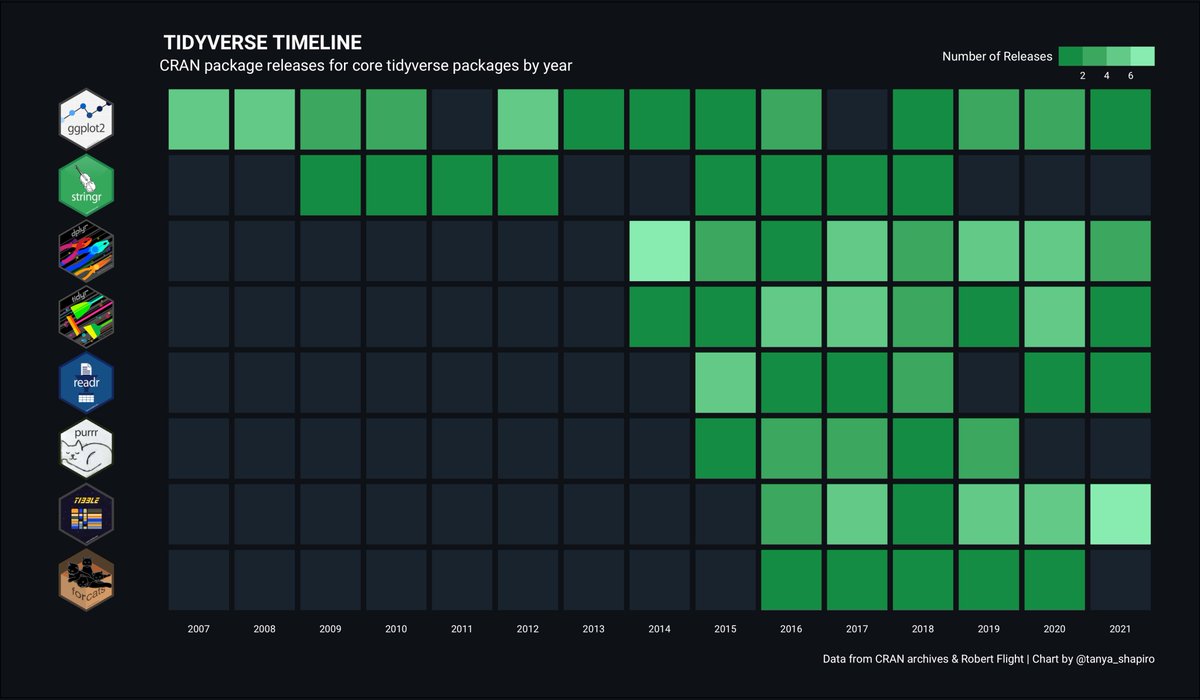 TIDYVERSE TIMELINE
CRAN package releases for core tidyverse packages by year
Number of Releases
2 4 6
ggplot2
stringr
dplyr
tidyr
readr
purrr
TIBBLE
forcats
2007 2008 2009 2010 2011 2012 2013 2014 2015 2016 2017 2018 2019 2020 2021
Data from CRAN archives & Robert Flight | Chart by @tanya_shapiro